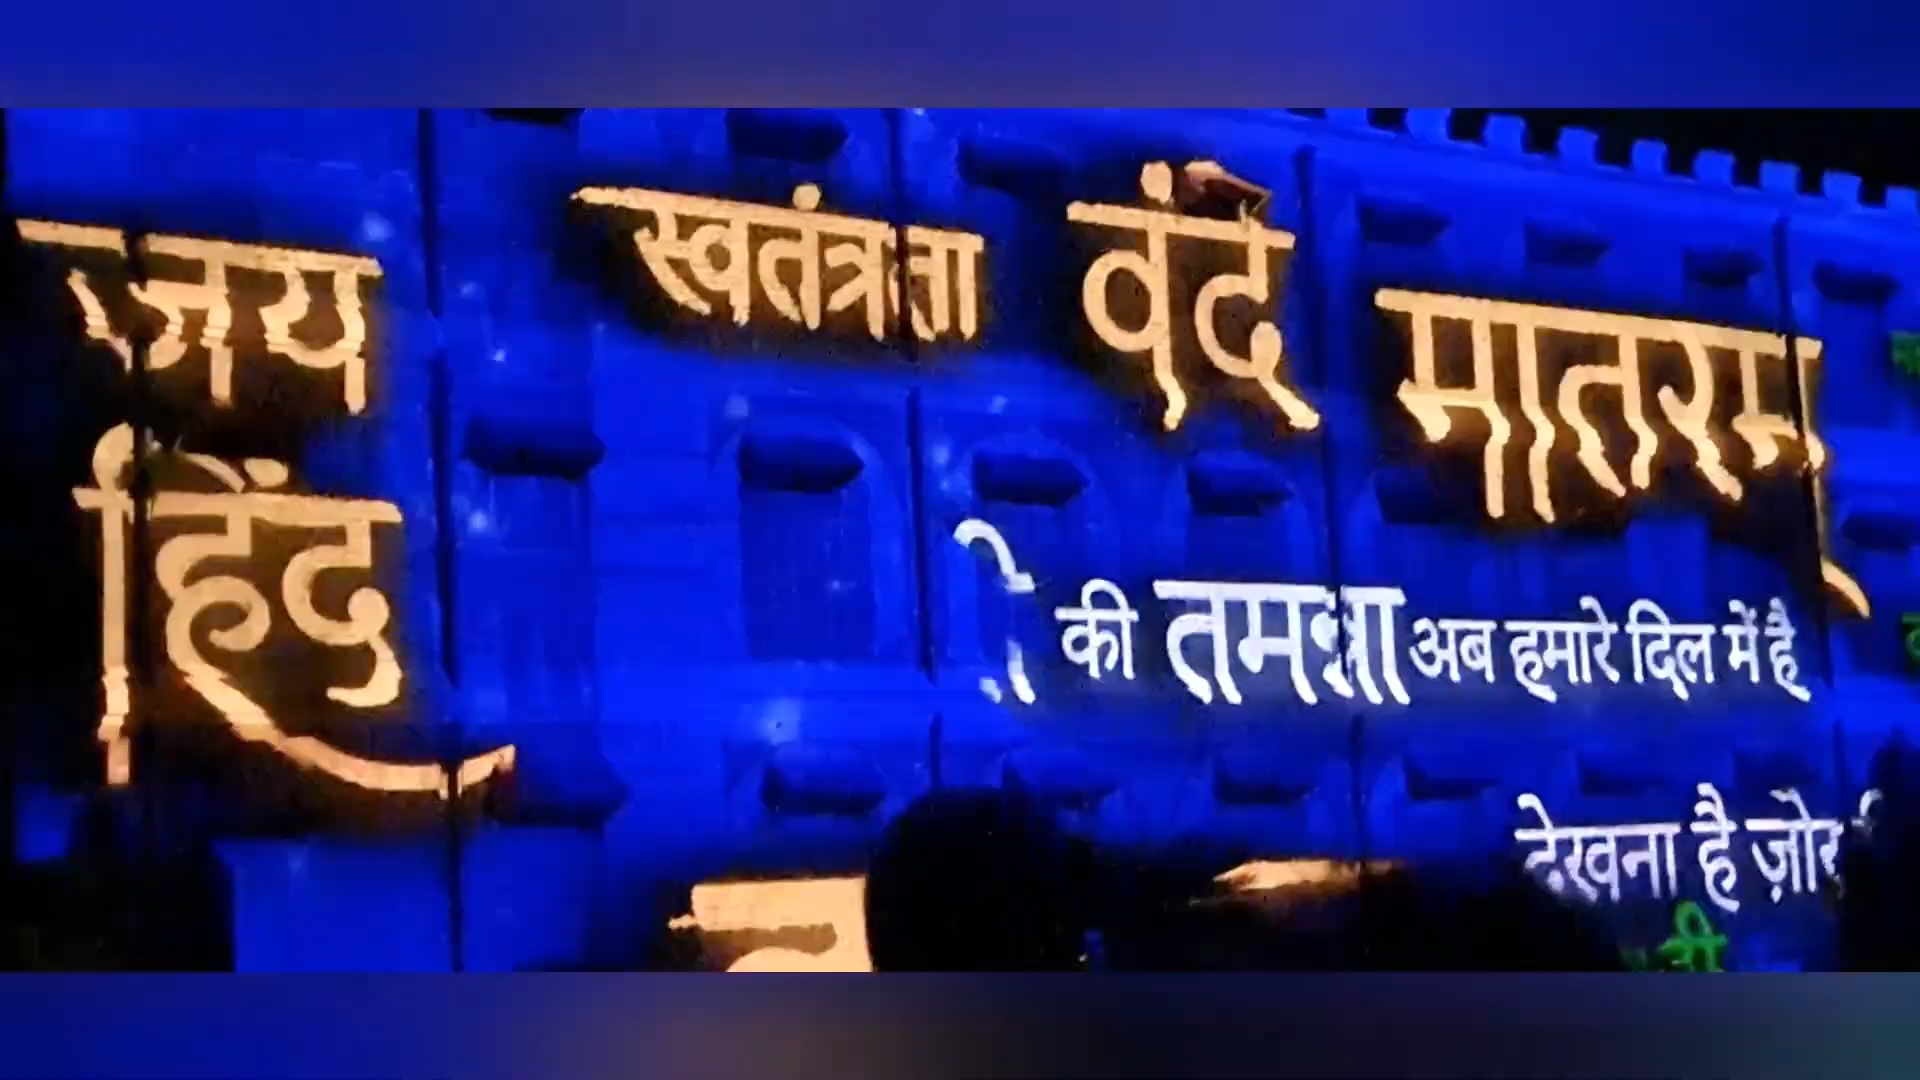 जय
हिंद
स्वतंत्रता
वंदे
मातरम्
की तमन्ना अब हमारे दिल में है
देखना है ज़ोर